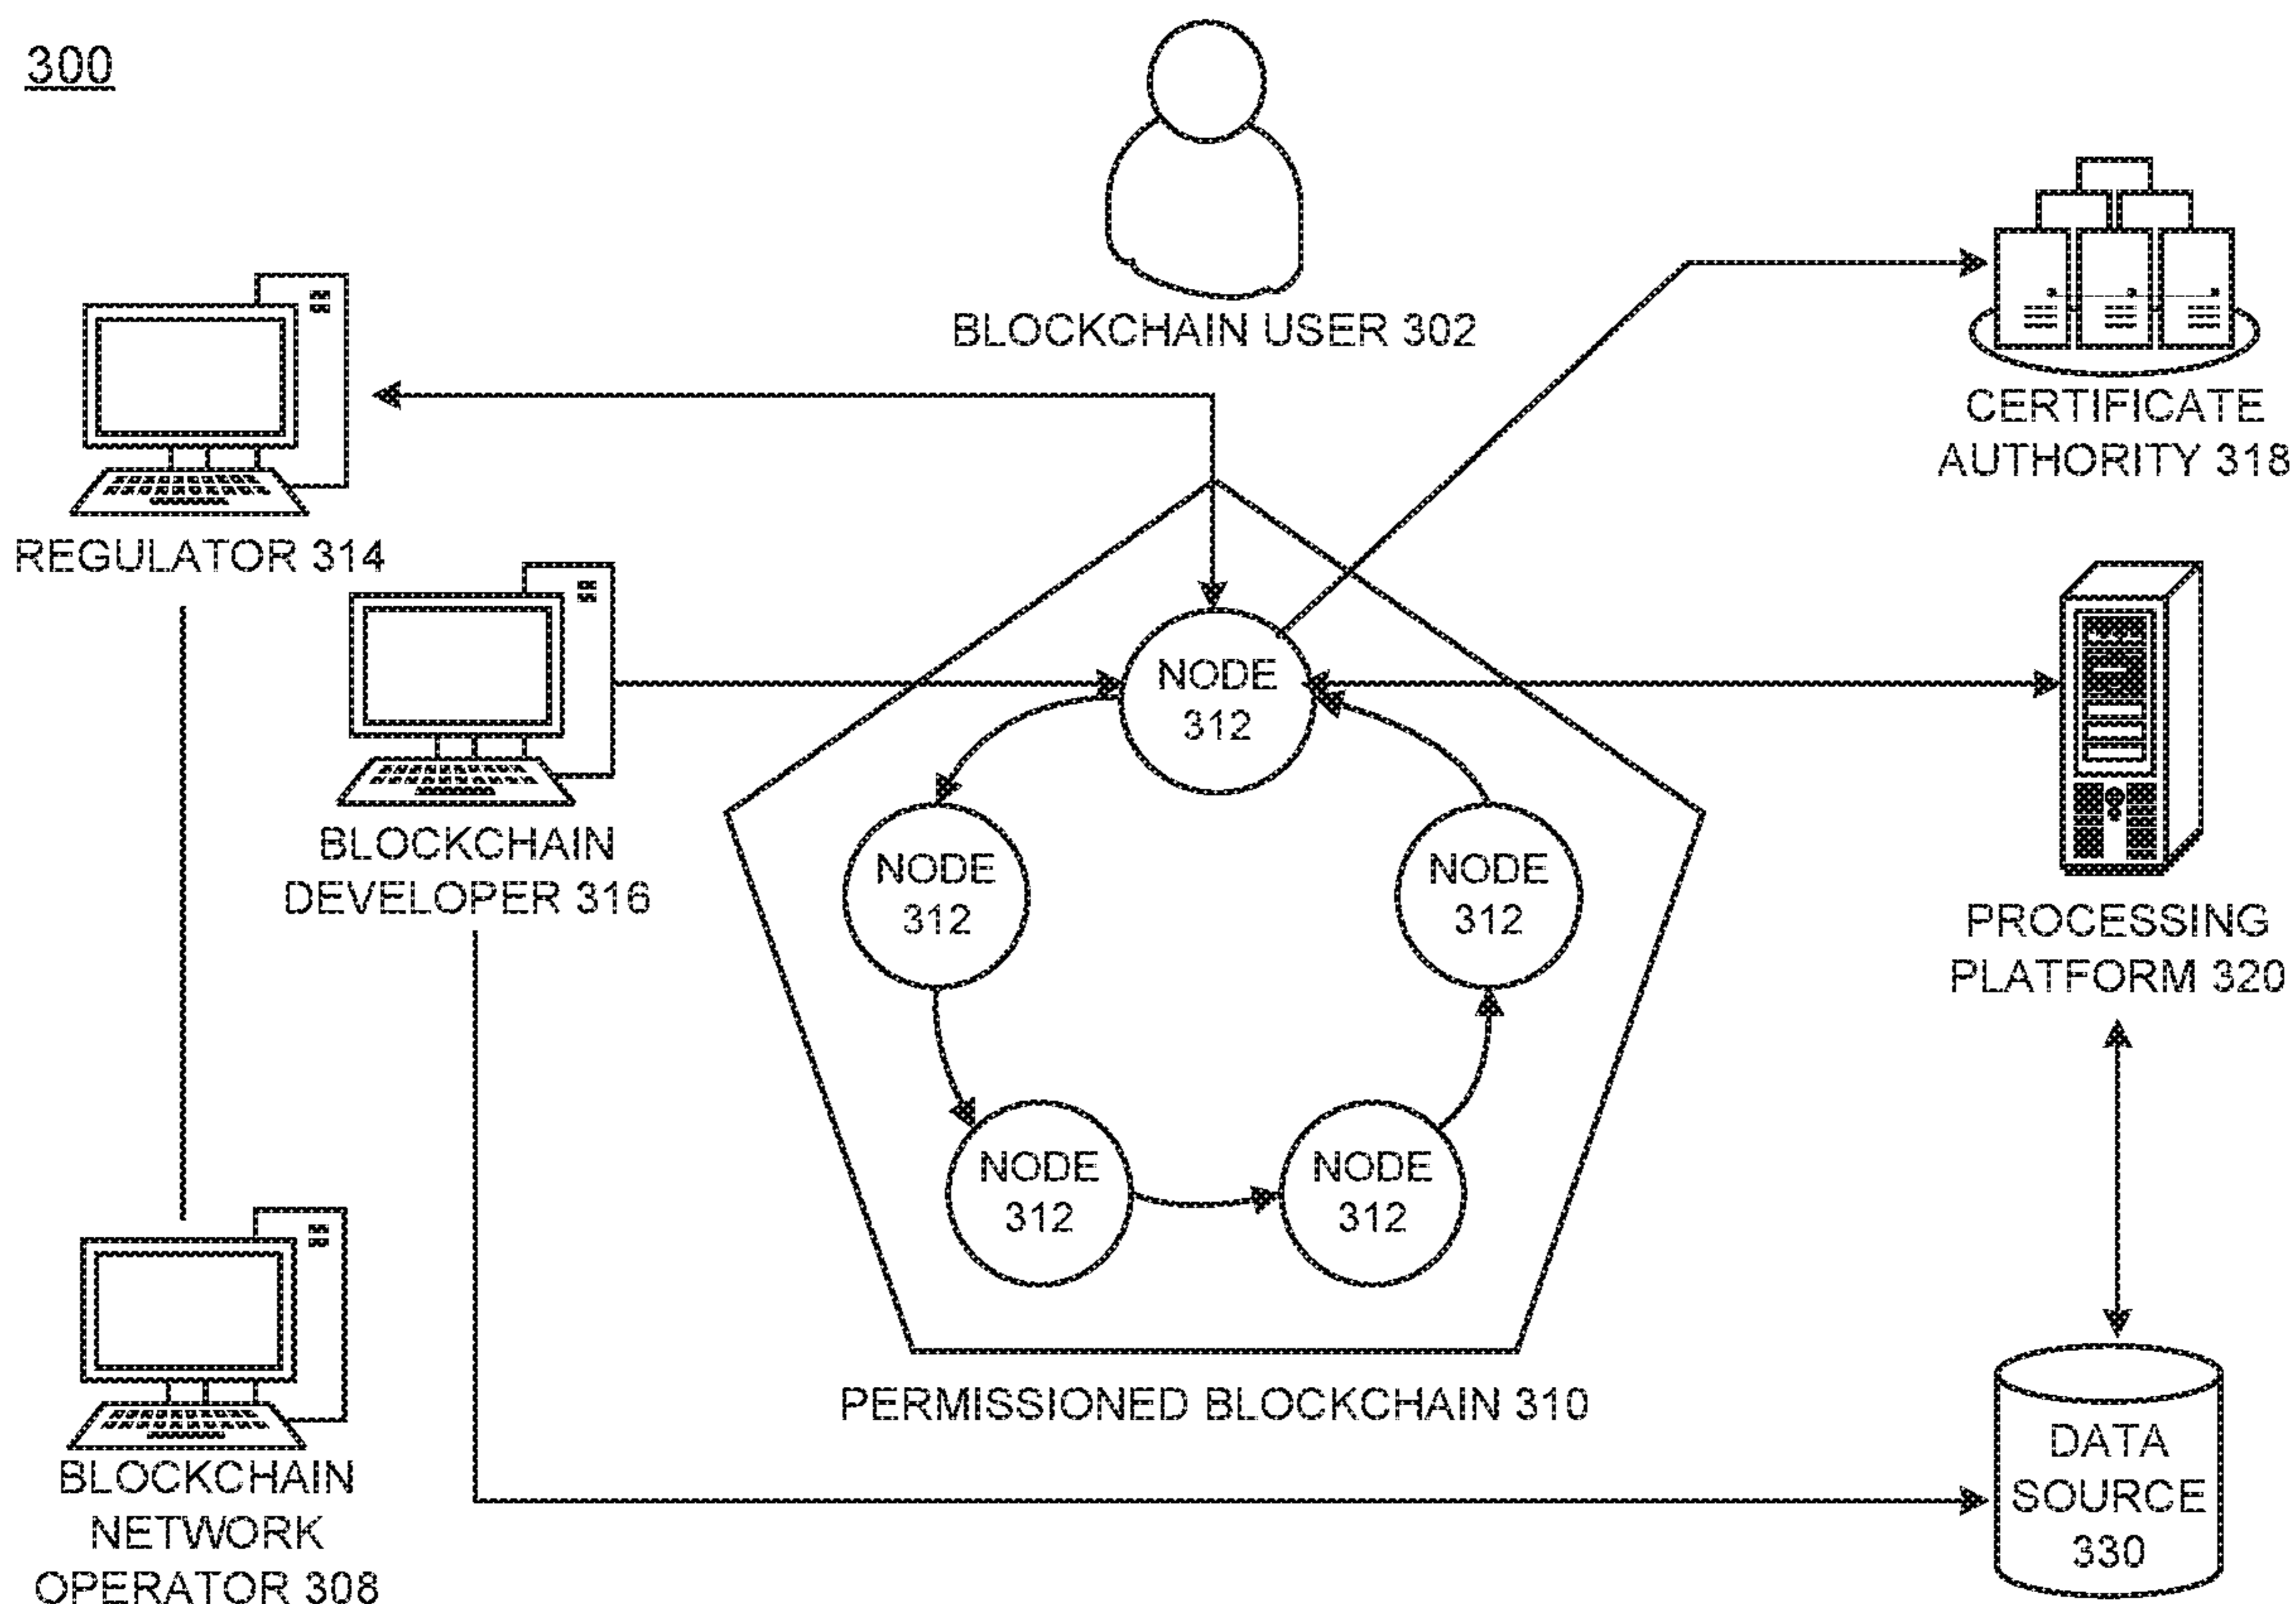 300
BLOCKCHAIN USER 302
CERTIFICATE
AUTHORITY 318
REGULATOR 314
NODE
312
BLOCKCHAIN
DEVELOPER 316
NODE
312
NODE
312
PROCESSING
PLATFORM 320
NODE
312
NODE
312
PERMISSIONED BLOCKCHAIN 310
BLOCKCHAIN
NETWORK
OPERATOR 308
DATA
SOURCE
330